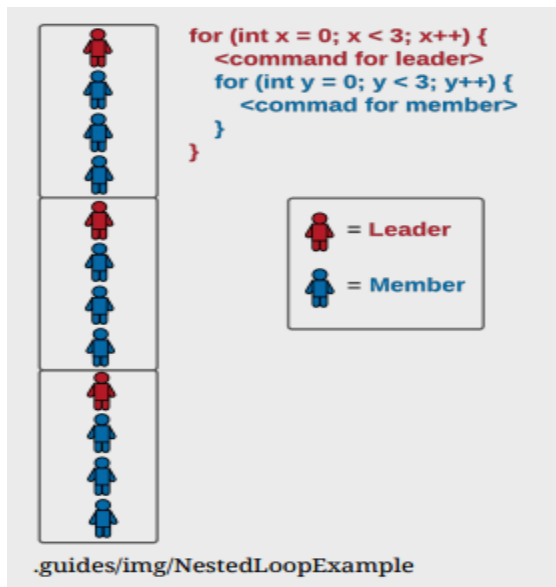 for (int x = 0; x < 3; x++) {
<command for leader>
for (int y = 0; y < 3; y++) {
<commad for member>
}
}
= Leader
= Member
.guides/img/NestedLoopExample